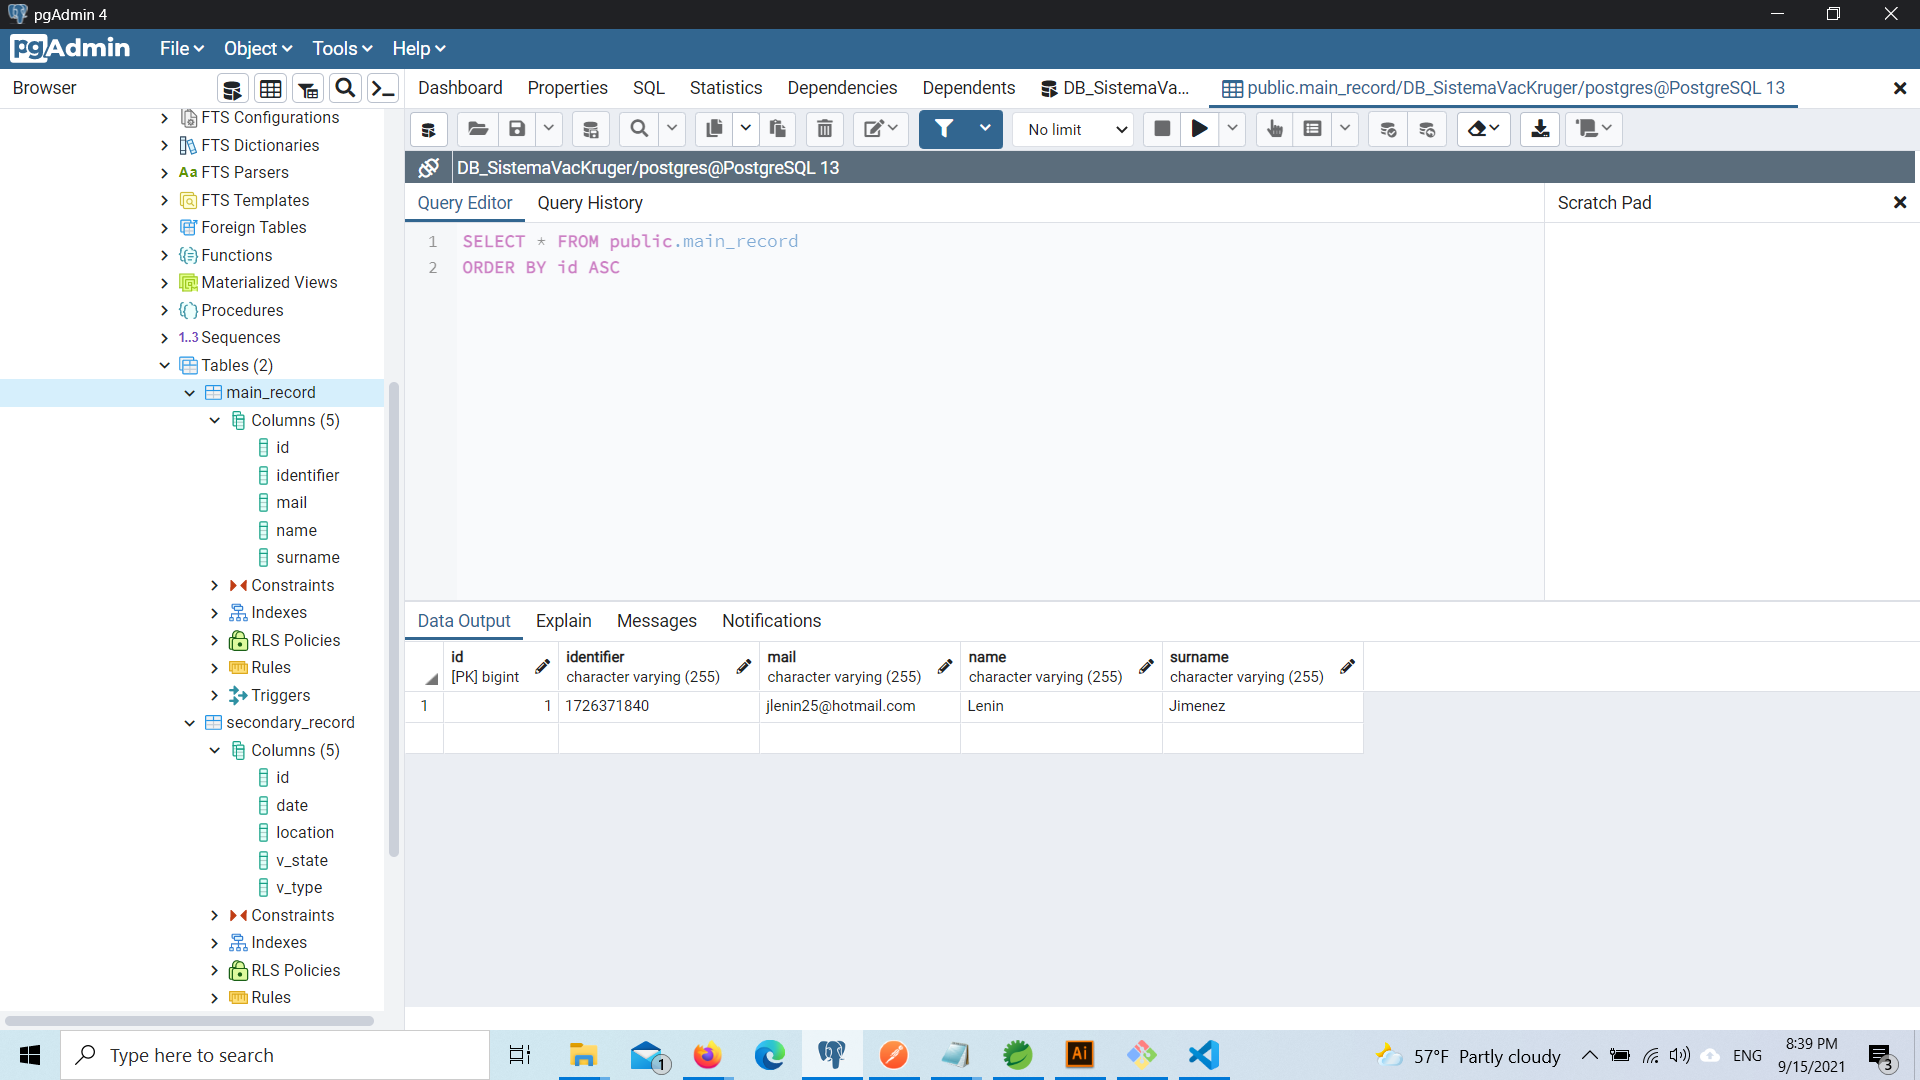 pgAdmin 4
pgAdmin File Object Tools Help
Browser
Dashboard Properties SQL Statistics Dependencies Dependents DB_SistemaVa... public.main_record/DB_SistemaVacKruger/postgres@PostgreSQL 13
No limit
DB_SistemaVacKruger/postgres@PostgreSQL 13
Query Editor Query History
Scratch Pad
1 SELECT * FROM public.main_record
2 ORDER BY id ASC
FTS Configurations
FTS Dictionaries
Aa FTS Parsers
FTS Templates
Foreign Tables
Functions
Materialized Views
Procedures
1..3 Sequences
Tables (2)
main_record
Columns (5)
id
identifier
mail
name
surname
Constraints
Indexes
RLS Policies
Rules
Triggers
secondary_record
Columns (5)
id
date
location
v_state
v_type
Constraints
Indexes
RLS Policies
Rules
Data Output Explain Messages Notifications
id identifier mail name surname
[PK] bigint character varying (255) character varying (255) character varying (255) character varying (255)
1 1 1726371840 jlenin25@hotmail.com Lenin Jimenez
Type here to search
1
Ai
57°F Partly cloudy
ENG
8:39 PM
9/15/2021
3